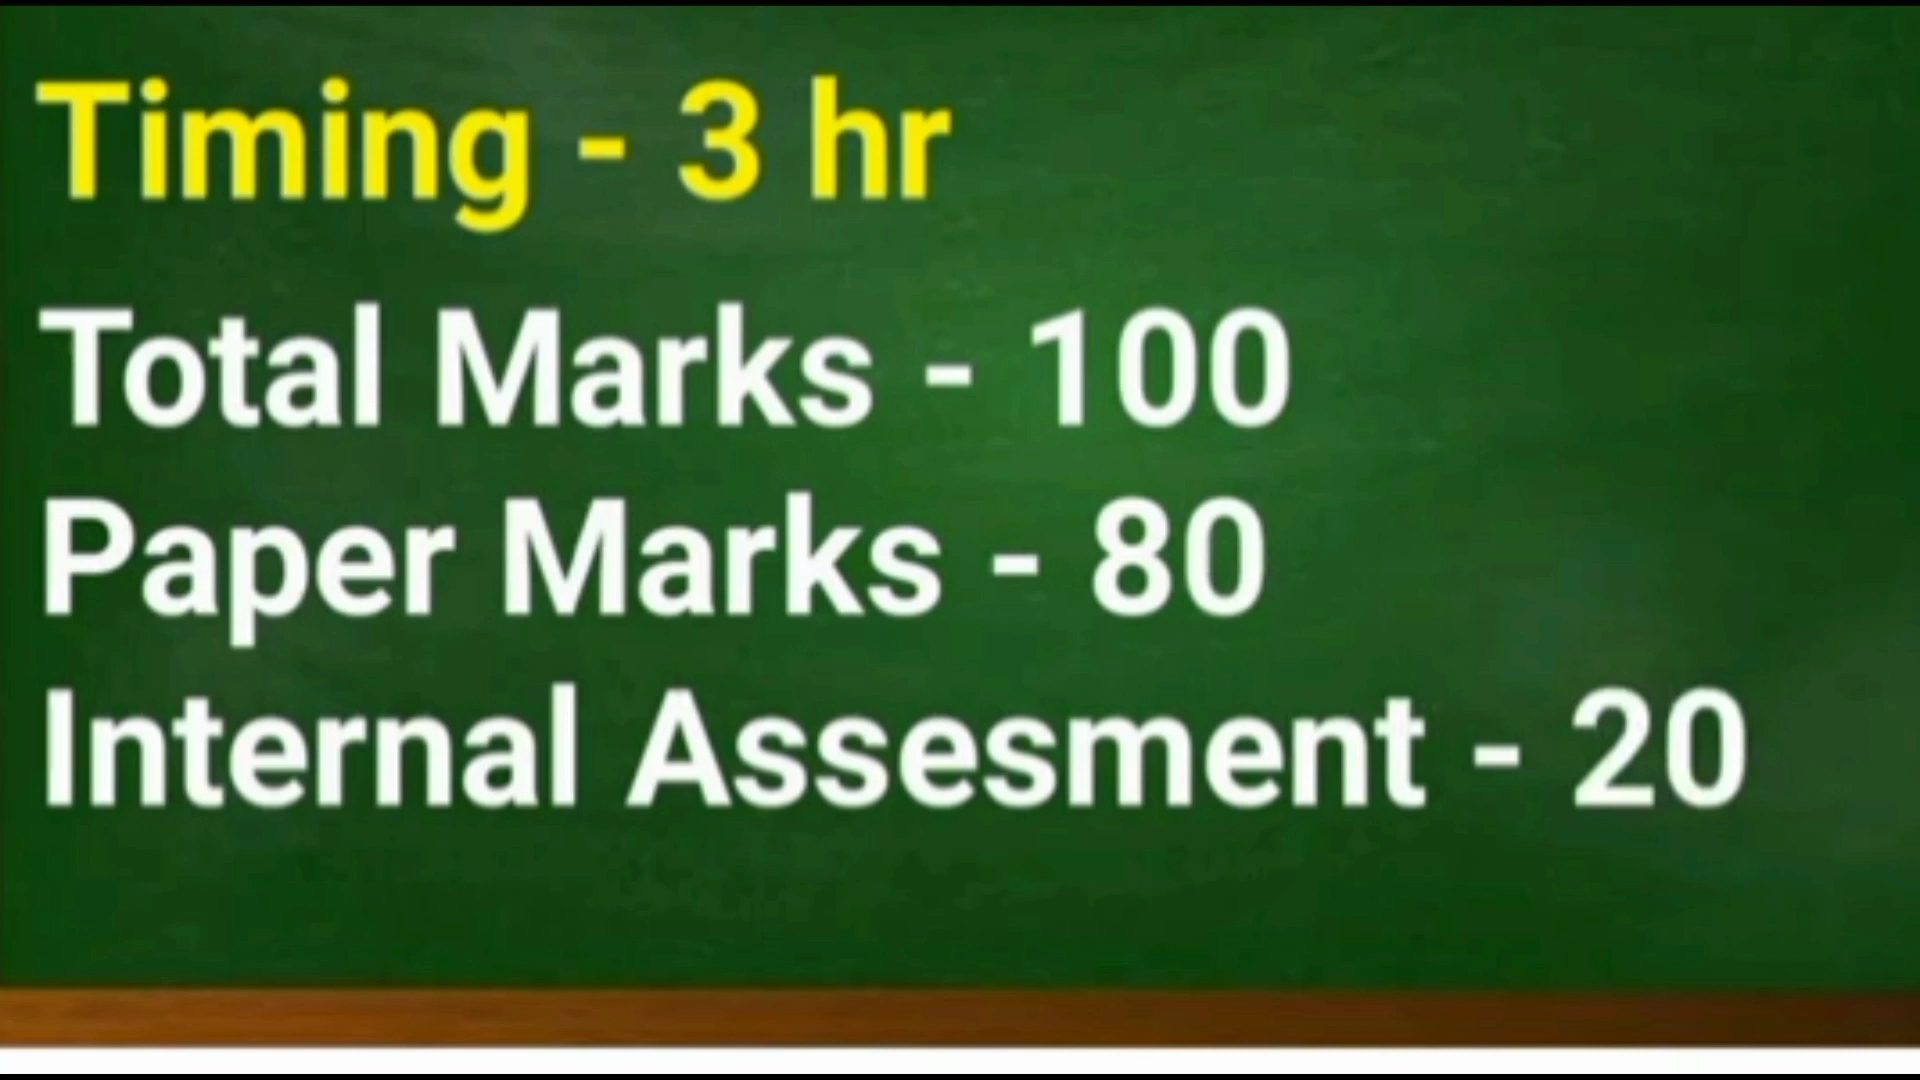 Timing - 3 hr
Total Marks - 100
Paper Marks - 80
Internal Assesment - 20